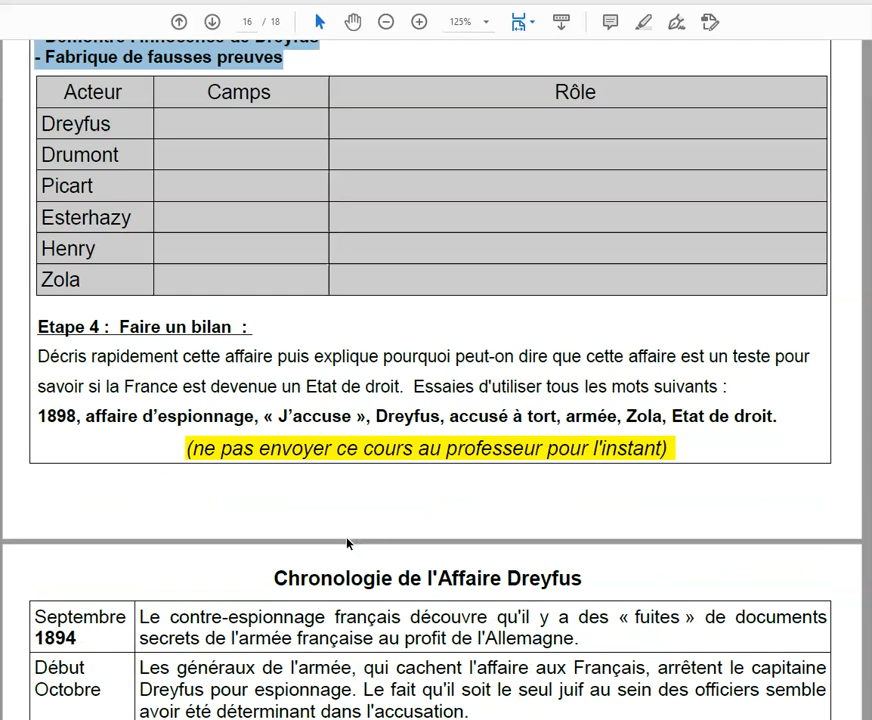 16 / 18
125%
- Démontre l'innocence de Dreyfus
- Fabrique de fausses preuves
Acteur Camps Rôle
Dreyfus
Drumont
Picart
Esterhazy
Henry
Zola
Etape 4 : Faire un bilan :
Décris rapidement cette affaire puis explique pourquoi peut-on dire que cette affaire est un teste pour
savoir si la France est devenue un Etat de droit. Essaies d'utiliser tous les mots suivants :
1898, affaire d'espionnage, « J'accuse », Dreyfus, accusé à tort, armée, Zola, Etat de droit.
(ne pas envoyer ce cours au professeur pour l'instant)
Chronologie de l'Affaire Dreyfus
Septembre Le contre-espionnage français découvre qu'il y a des « fuites » de documents
1894 secrets de l'armée française au profit de l'Allemagne.
Début Les généraux de l'armée, qui cachent l'affaire aux Français, arrêtent le capitaine
Octobre Dreyfus pour espionnage. Le fait qu'il soit le seul juif au sein des officiers semble
avoir été déterminant dans l'accusation.